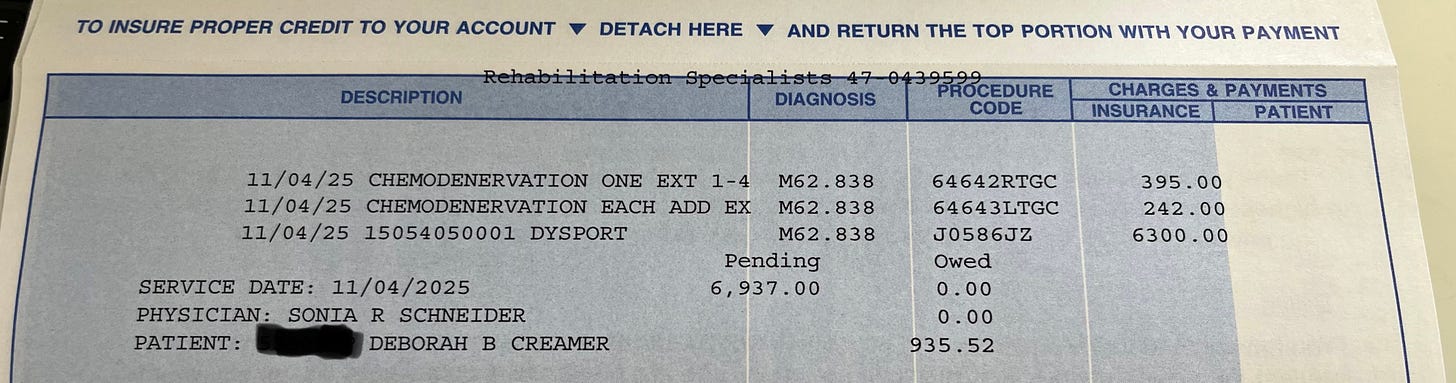 TO INSURE PROPER CREDIT TO YOUR ACCOUNT ▼ DETACH HERE ▼ AND RETURN THE TOP PORTION WITH YOUR PAYMENT
Rehabilitation Specialists 47-0439599
DESCRIPTION DIAGNOSIS PROCEDURE CODE CHARGES & PAYMENTS
INSURANCE PATIENT
11/04/25 CHEMODENERVATION ONE EXT 1-4 M62.838 64642RTGC 395.00
11/04/25 CHEMODENERVATION EACH ADD EX M62.838 64643LTGC 242.00
11/04/25 15054050001 DYSPORT M62.838 J0586JZ 6300.00
Pending Owed
SERVICE DATE: 11/04/2025 6,937.00 0.00
PHYSICIAN: SONIA R SCHNEIDER 0.00
PATIENT: DEBORAH B CREAMER 935.52